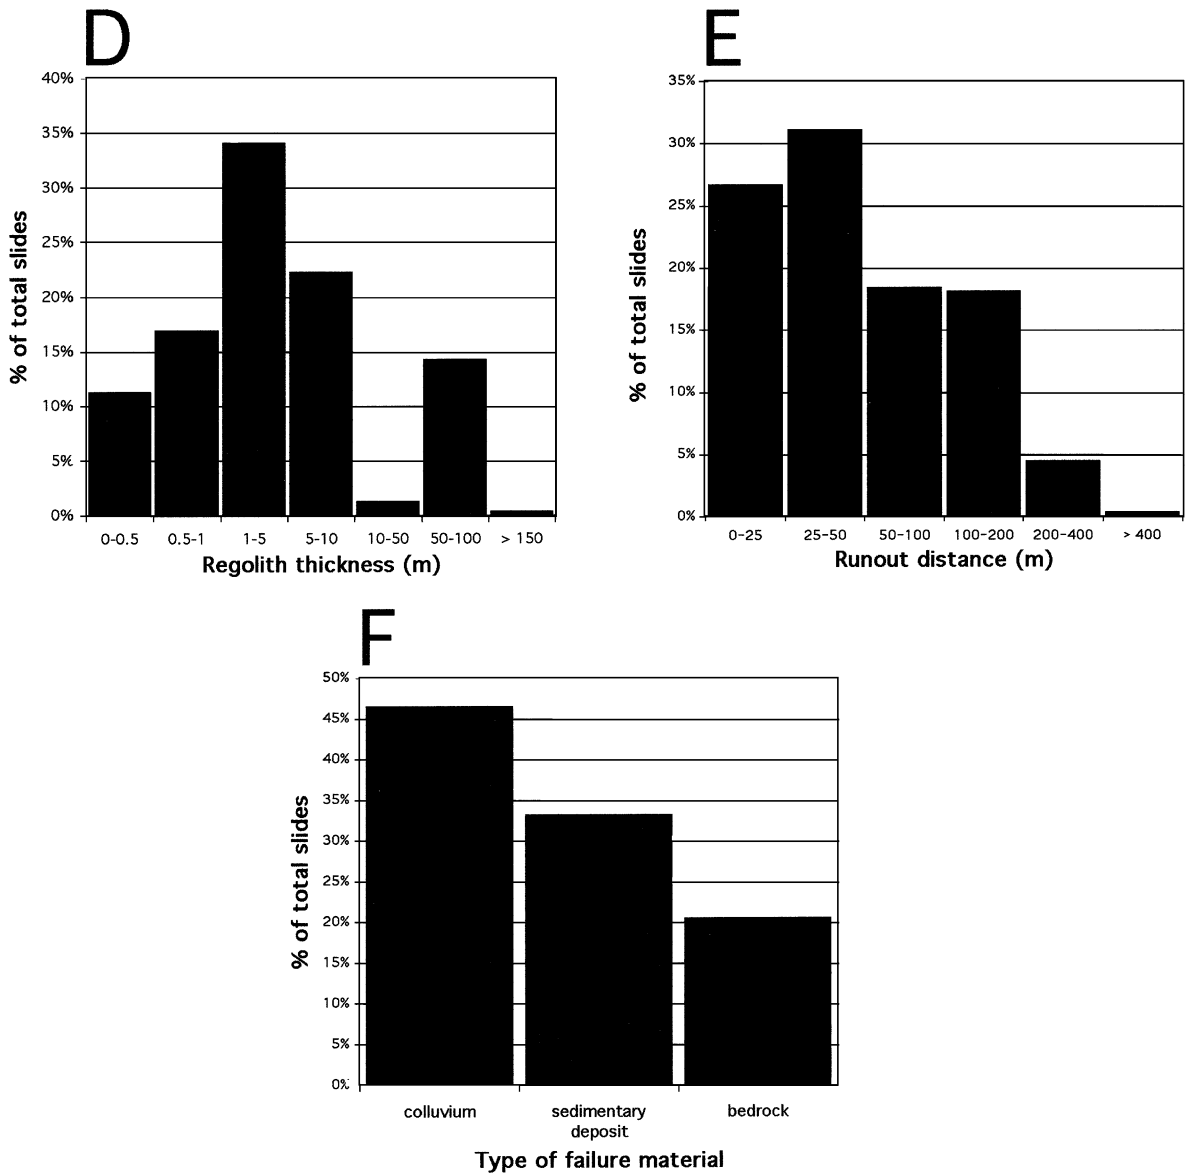 D
40%
35%
30%
25%
20%
15%
10%
5%
0%
% of total slides
0-0.5 0.5-1 1-5 5-10 10-50 50-100 > 150
Regolith thickness (m)
E
35%
30%
25%
20%
15%
10%
5%
0%
% of total slides
0-25 25-50 50-100 100-200 200-400 > 400
Runout distance (m)
F
50%
45%
40%
35%
30%
25%
20%
15%
10%
5%
0%
% of total slides
colluvium sedimentary bedrock
deposit
Type of failure material